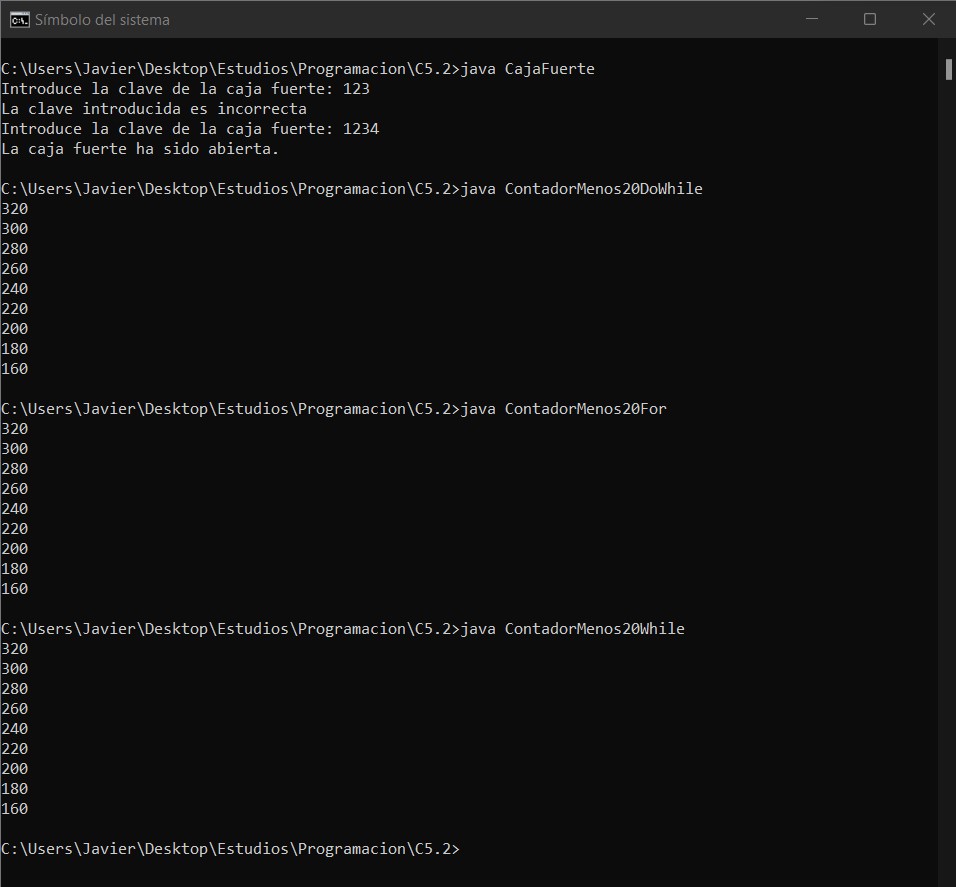 Símbolo del sistema
C:\Users\Javier\Desktop\Estudios\Programacion\C5.2>java CajaFuerte
Introduce la clave de la caja fuerte: 123
La clave introducida es incorrecta
Introduce la clave de la caja fuerte: 1234
La caja fuerte ha sido abierta.
C:\Users\Javier\Desktop\Estudios\Programacion\C5.2>java ContadorMenos20DoWhile
320
300
280
260
240
220
200
180
160
C:\Users\Javier\Desktop\Estudios\Programacion\C5.2>java ContadorMenos20For
320
300
280
260
240
220
200
180
160
C:\Users\Javier\Desktop\Estudios\Programacion\C5.2>java ContadorMenos20While
320
300
280
260
240
220
200
180
160
C:\Users\Javier\Desktop\Estudios\Programacion\C5.2>